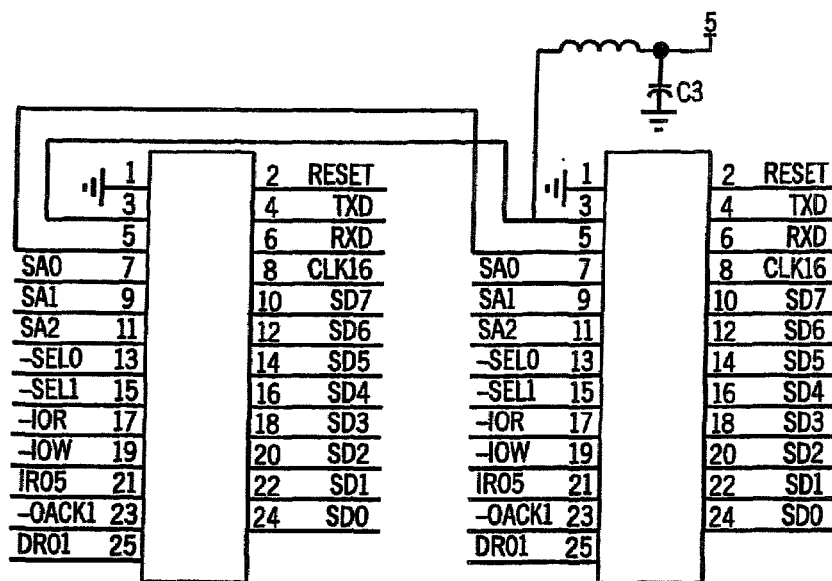 5
C3
1 2 RESET
3 4 TXD
5 6 RXD
SA0 7 8 CLK16
SA1 9 10 SD7
SA2 11 12 SD6
-SEL0 13 14 SD5
-SEL1 15 16 SD4
-IOR 17 18 SD3
-IOW 19 20 SD2
IRO5 21 22 SD1
-OACK1 23 24 SD0
DRO1 25
1 2 RESET
3 4 TXD
5 6 RXD
SA0 7 8 CLK16
SA1 9 10 SD7
SA2 11 12 SD6
-SEL0 13 14 SD5
-SEL1 15 16 SD4
-IOR 17 18 SD3
-IOW 19 20 SD2
IRO5 21 22 SD1
-OACK1 23 24 SD0
DRO1 25